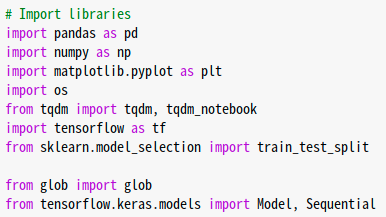 # Import libraries
import pandas as pd
import numpy as np
import matplotlib.pyplot as plt
import os
from tqdm import tqdm, tqdm_notebook
import tensorflow as tf
from sklearn.model_selection import train_test_split
from glob import glob
from tensorflow.keras.models import Model, Sequential